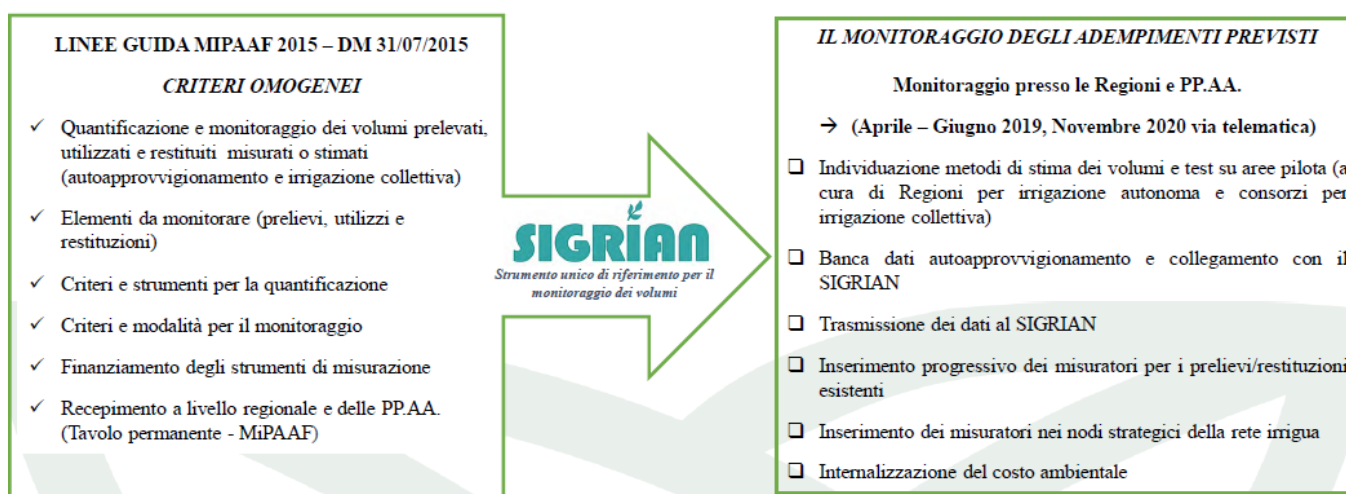 LINEE GUIDA MIPAAF 2015 – DM 31/07/2015
CRITERI OMOGENEI
✓ Quantificazione e monitoraggio dei volumi prelevati,
utilizzati e restituiti misurati o stimati
(autoapprovvigionamento e irrigazione collettiva)
✓ Elementi da monitorare (prelievi, utilizzi e
restituzioni)
✓ Criteri e strumenti per la quantificazione
✓ Criteri e modalità per il monitoraggio
✓ Finanziamento degli strumenti di misurazione
✓ Recepimento a livello regionale e delle PP.AA.
(Tavolo permanente - MiPAAF)
SIGRIAN
Strumento unico di riferimento per il
monitoraggio dei volumi
IL MONITORAGGIO DEGLI ADEMPIMENTI PREVISTI
Monitoraggio presso le Regioni e PP.AA.
→ (Aprile – Giugno 2019, Novembre 2020 via telematica)
❑ Individuazione metodi di stima dei volumi e test su aree pilota (a
cura di Regioni per irrigazione autonoma e consorzi per
irrigazione collettiva)
❑ Banca dati autoapprovvigionamento e collegamento con il
SIGRIAN
❑ Trasmissione dei dati al SIGRIAN
❑ Inserimento progressivo dei misuratori per i prelievi/restituzioni
esistenti
❑ Inserimento dei misuratori nei nodi strategici della rete irrigua
❑ Internalizzazione del costo ambientale